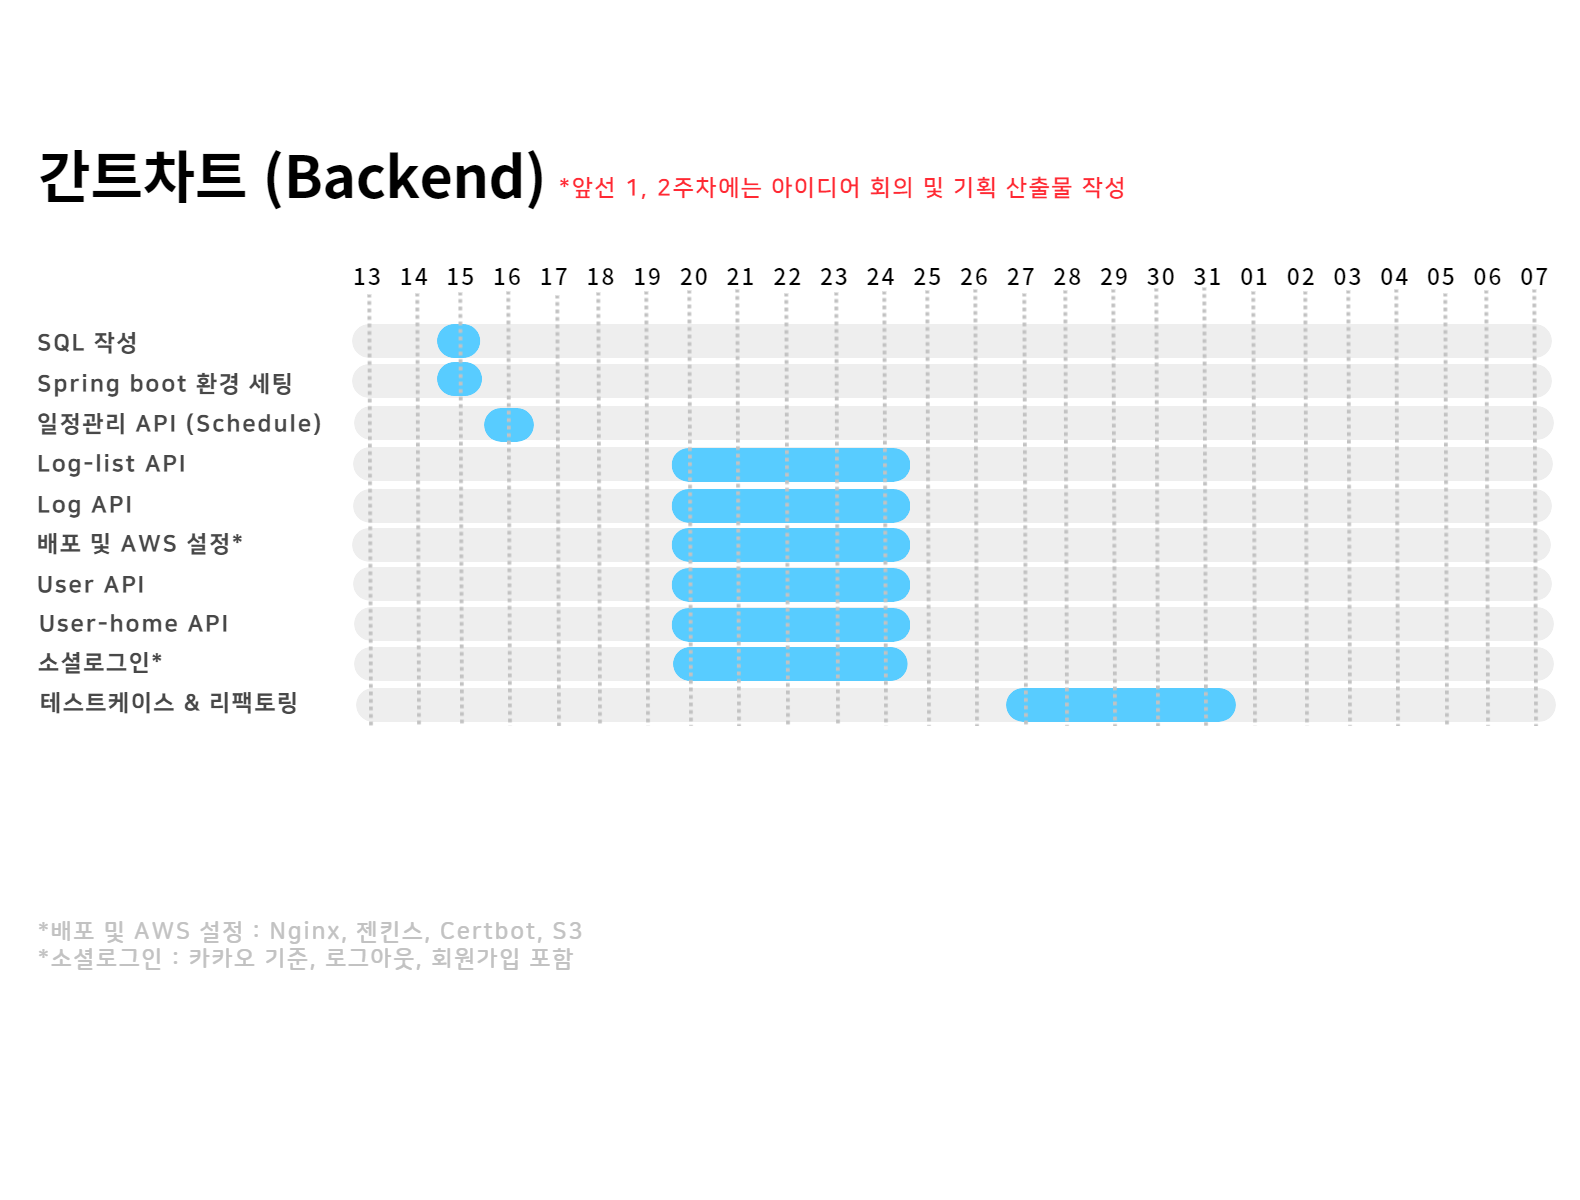 간트차트 (Backend) *앞선 1, 2주차에는 아이디어 회의 및 기획 산출물 작성
13 14 15 16 17 18 19 20 21 22 23 24 25 26 27 28 29 30 31 01 02 03 04 05 06 07
SQL 작성
Spring boot 환경 세팅
일정관리 API (Schedule)
Log-list API
Log API
배포 및 AWS 설정*
User API
User-home API
소셜로그인*
테스트케이스 & 리팩토링
*배포 및 AWS 설정 : Nginx, 젠킨스, Certbot, S3
*소셜로그인 : 카카오 기준, 로그아웃, 회원가입 포함